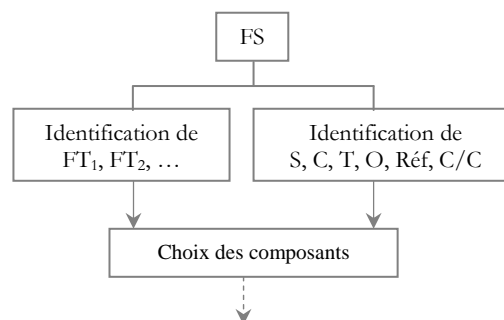 FS
Identification de
FT₁, FT₂, …
Identification de
S, C, T, O, Réf, C/C
Choix des composants